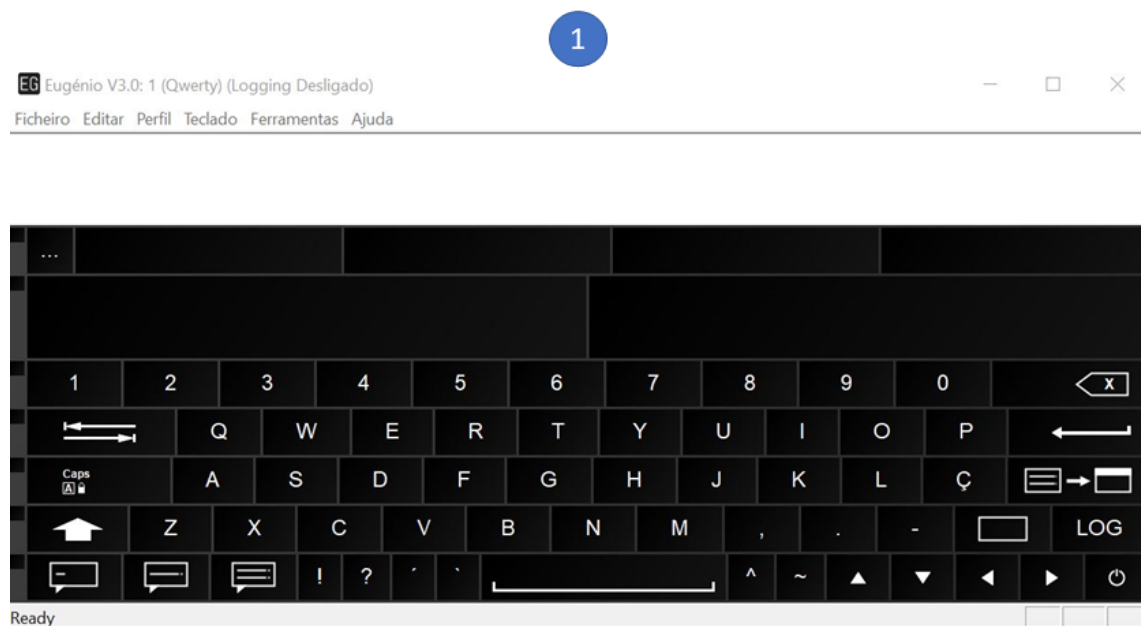 1
EG Eugénio V3.0: 1 (Qwerty) (Logging Desligado)
Ficheiro Editar Perfil Teclado Ferramentas Ajuda
...
1 2 3 4 5 6 7 8 9 0 X
Q W E R T Y U I O P
Caps A A S D F G H J K L Ç
Z X C V B N M , . - LOG
! ? ´ ` ^ ~
Ready